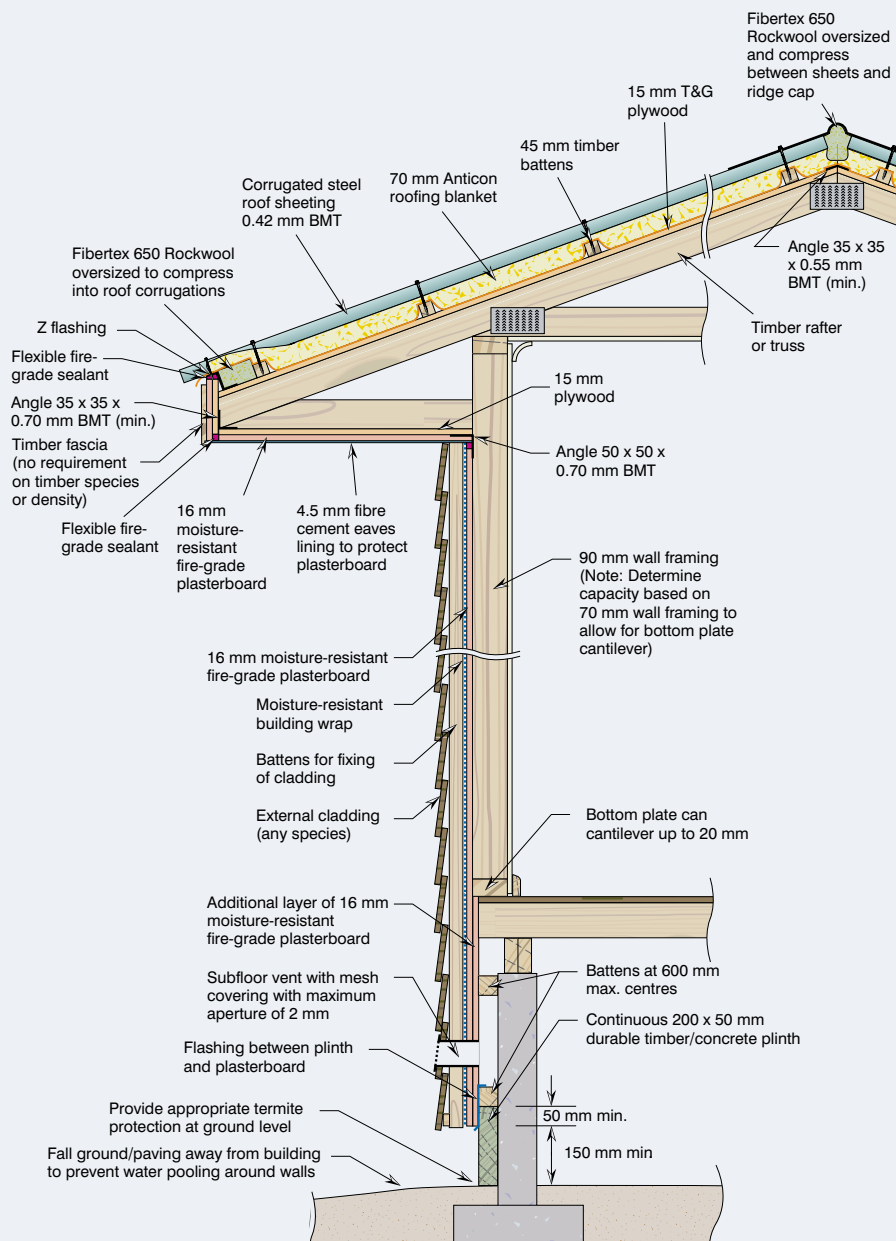 Fibertex 650
Rockwool oversized
and compress
between sheets and
ridge cap
15 mm T&G
plywood
45 mm timber
battens
70 mm Anticon
roofing blanket
Corrugated steel
roof sheeting
0.42 mm BMT
Fibertex 650 Rockwool
oversized to compress
into roof corrugations
Angle 35 x 35
x 0.55 mm
BMT (min.)
Z flashing
Timber rafter
or truss
Flexible fire-
grade sealant
15 mm
plywood
Angle 35 x 35 x
0.70 mm BMT (min.)
Timber fascia
(no requirement
on timber species
or density)
Angle 50 x 50 x
0.70 mm BMT
Flexible fire-
grade sealant
16 mm
moisture-
resistant
fire-grade
plasterboard
4.5 mm fibre
cement eaves
lining to protect
plasterboard
90 mm wall framing
(Note: Determine
capacity based on
70 mm wall framing to
allow for bottom plate
cantilever)
16 mm moisture-resistant
fire-grade plasterboard
Moisture-resistant
building wrap
Battens for fixing
of cladding
External cladding
(any species)
Bottom plate can
cantilever up to 20 mm
Additional layer of 16 mm
moisture-resistant
fire-grade plasterboard
Subfloor vent with mesh
covering with maximum
aperture of 2 mm
Battens at 600 mm
max. centres
Continuous 200 x 50 mm
durable timber/concrete plinth
Flashing between plinth
and plasterboard
Provide appropriate termite
protection at ground level
50 mm min.
Fall ground/paving away from building
to prevent water pooling around walls
150 mm min